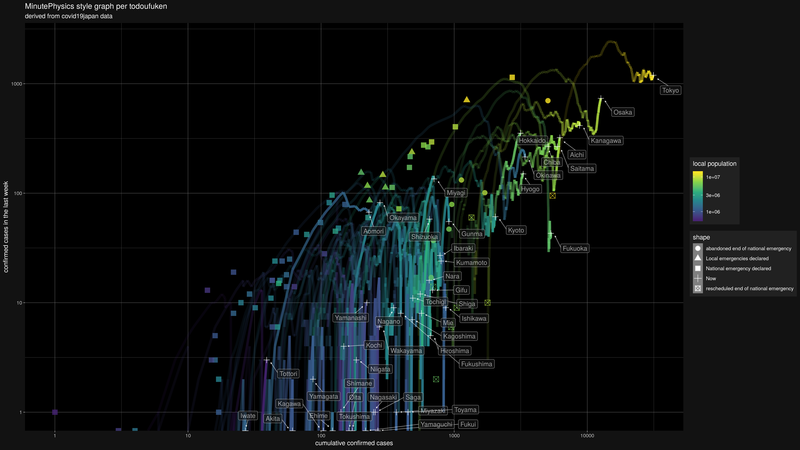 MinutePhysics style graph per todoufuken
derived from covid19japan data
confirmed cases in the last week
1000
100
10
1
Tokyo
Osaka
Hokkaido
Kanagawa
Aichi
Chiba
Saitama
Okinawa
Hyogo
Miyagi
Okayama
Aomori
Kyoto
Gunma
Shizuoka
Fukuoka
Ibaraki
Kumamoto
Nara
Gifu
Tochigi
Shiga
Yamanashi
Nagano
Mie
Ishikawa
Kagoshima
Kochi
Wakayama
Hiroshima
Niigata
Fukushima
Tottori
Shimane
Yamagata
Oita
Nagasaki
Saga
Kagawa
Iwate
Akita
Ehime
Tokushima
Miyazaki
Toyama
Yamaguchi
Fukui
1
10
100
1000
10000
cumulative confirmed cases
local population
1e+07
3e+06
1e+06
shape
abandoned end of national emergency
Local emergencies declared
National emergency declared
Now
rescheduled end of national emergency